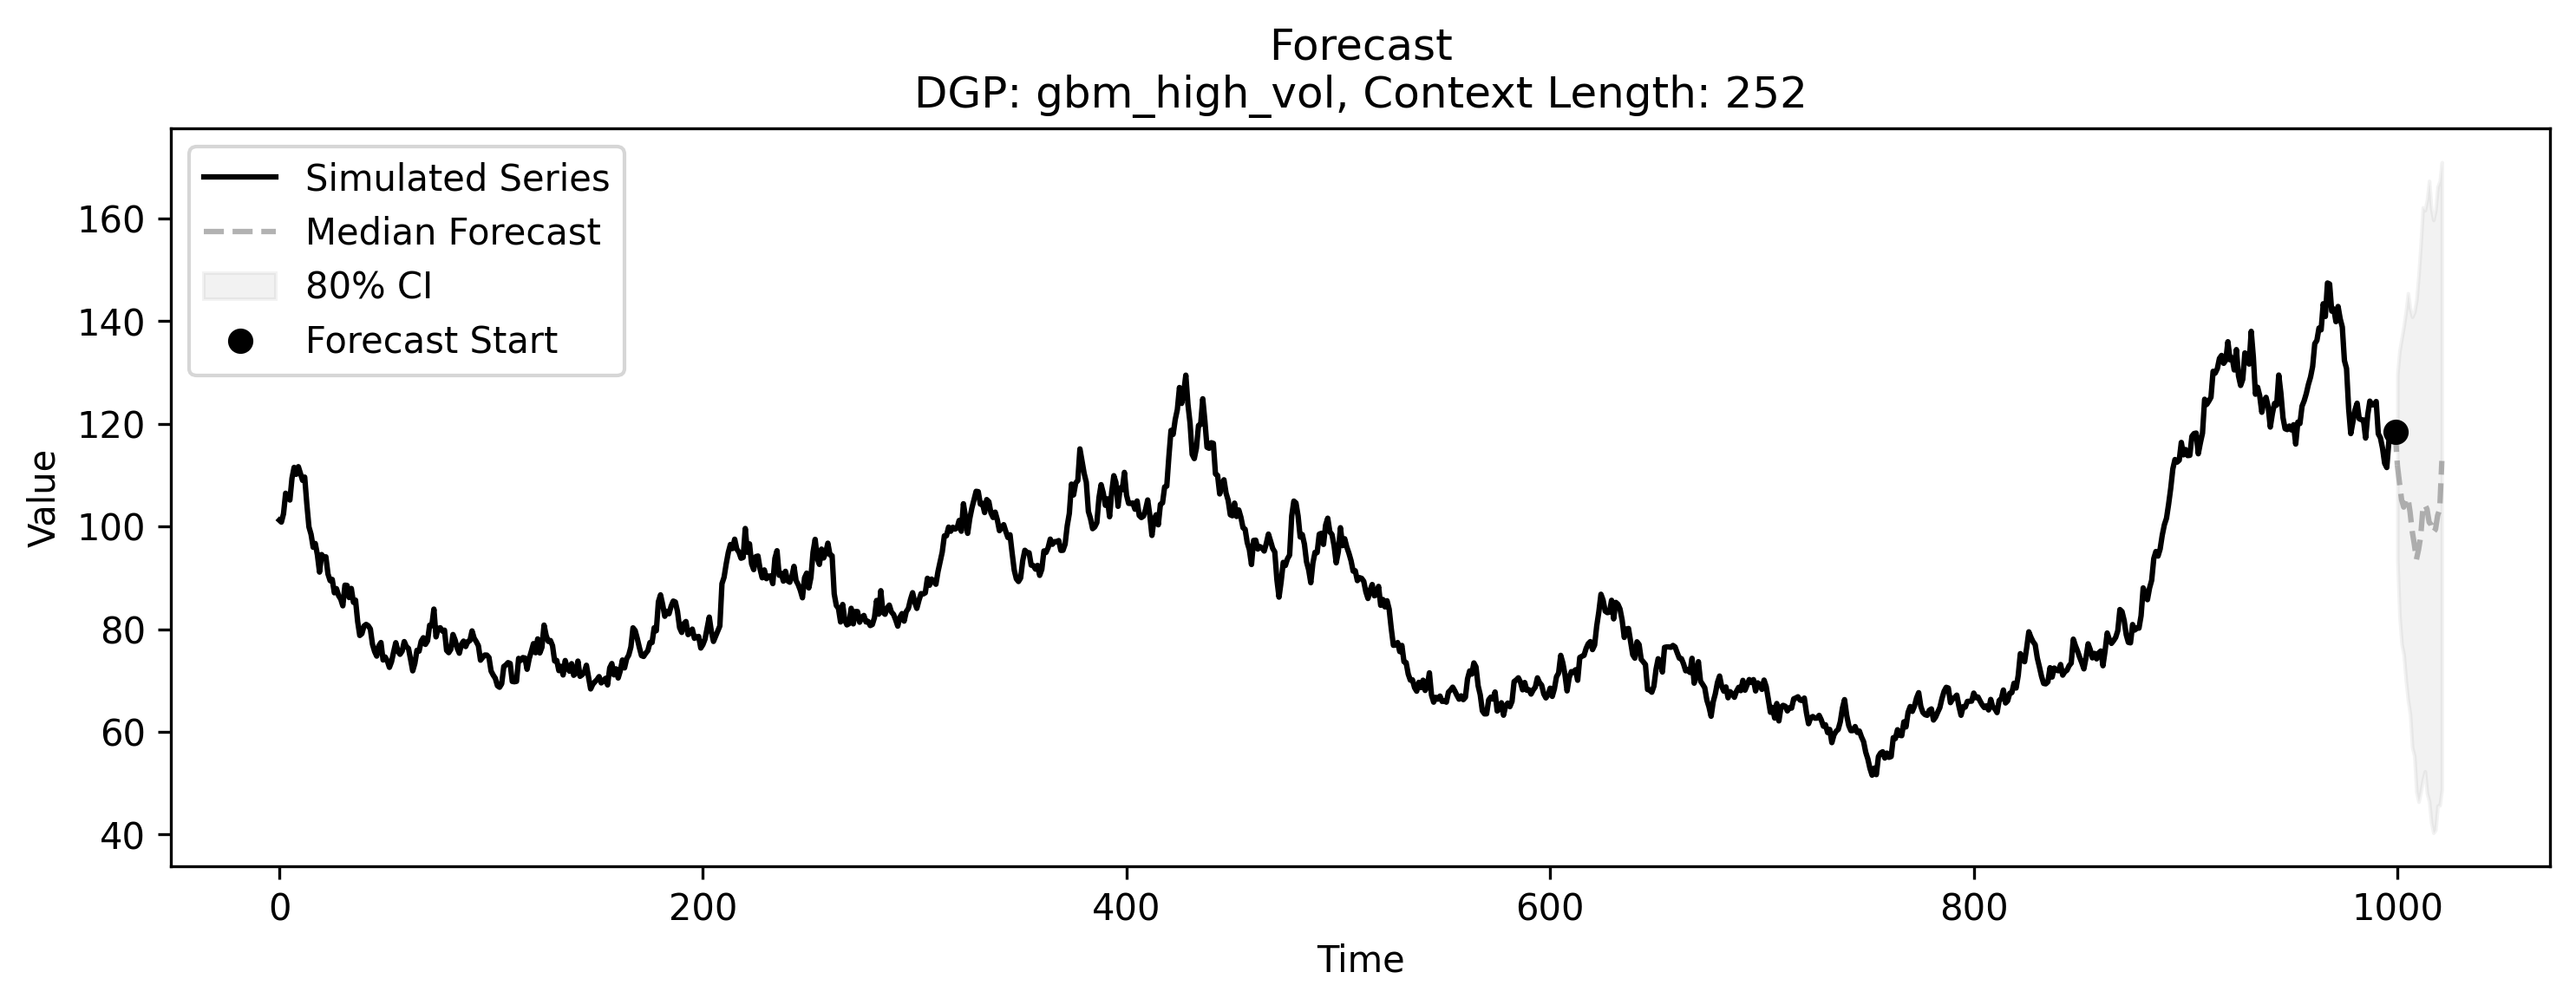 Forecast
DGP: gbm_high_vol, Context Length: 252
Simulated Series
Median Forecast
80% CI
Forecast Start
Value
160
140
120
100
80
60
40
0
200
400
600
800
1000
Time